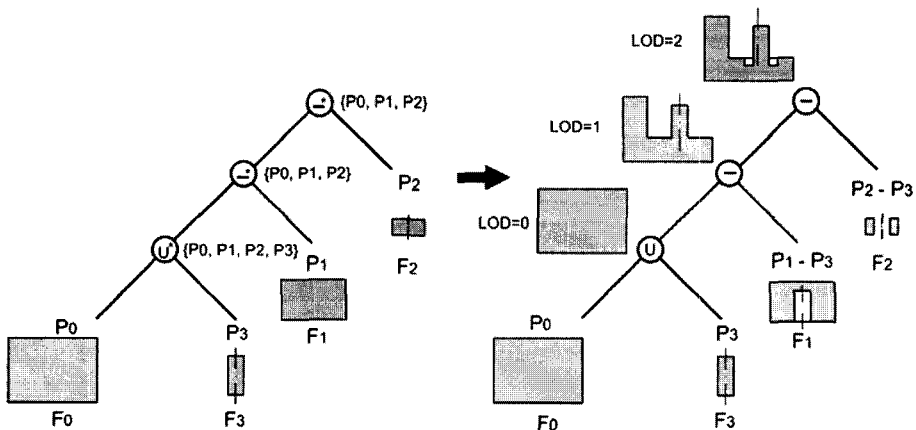 LOD=2
{P0, P1, P2}
LOD=1
{P0, P1, P2}
P2
P2 - P3
LOD=0
{P0, P1, P2, P3}
U*
U
F2
F2
P1
P1 - P3
F1
F1
P0
P3
P0
P3
F0
F3
F0
F3